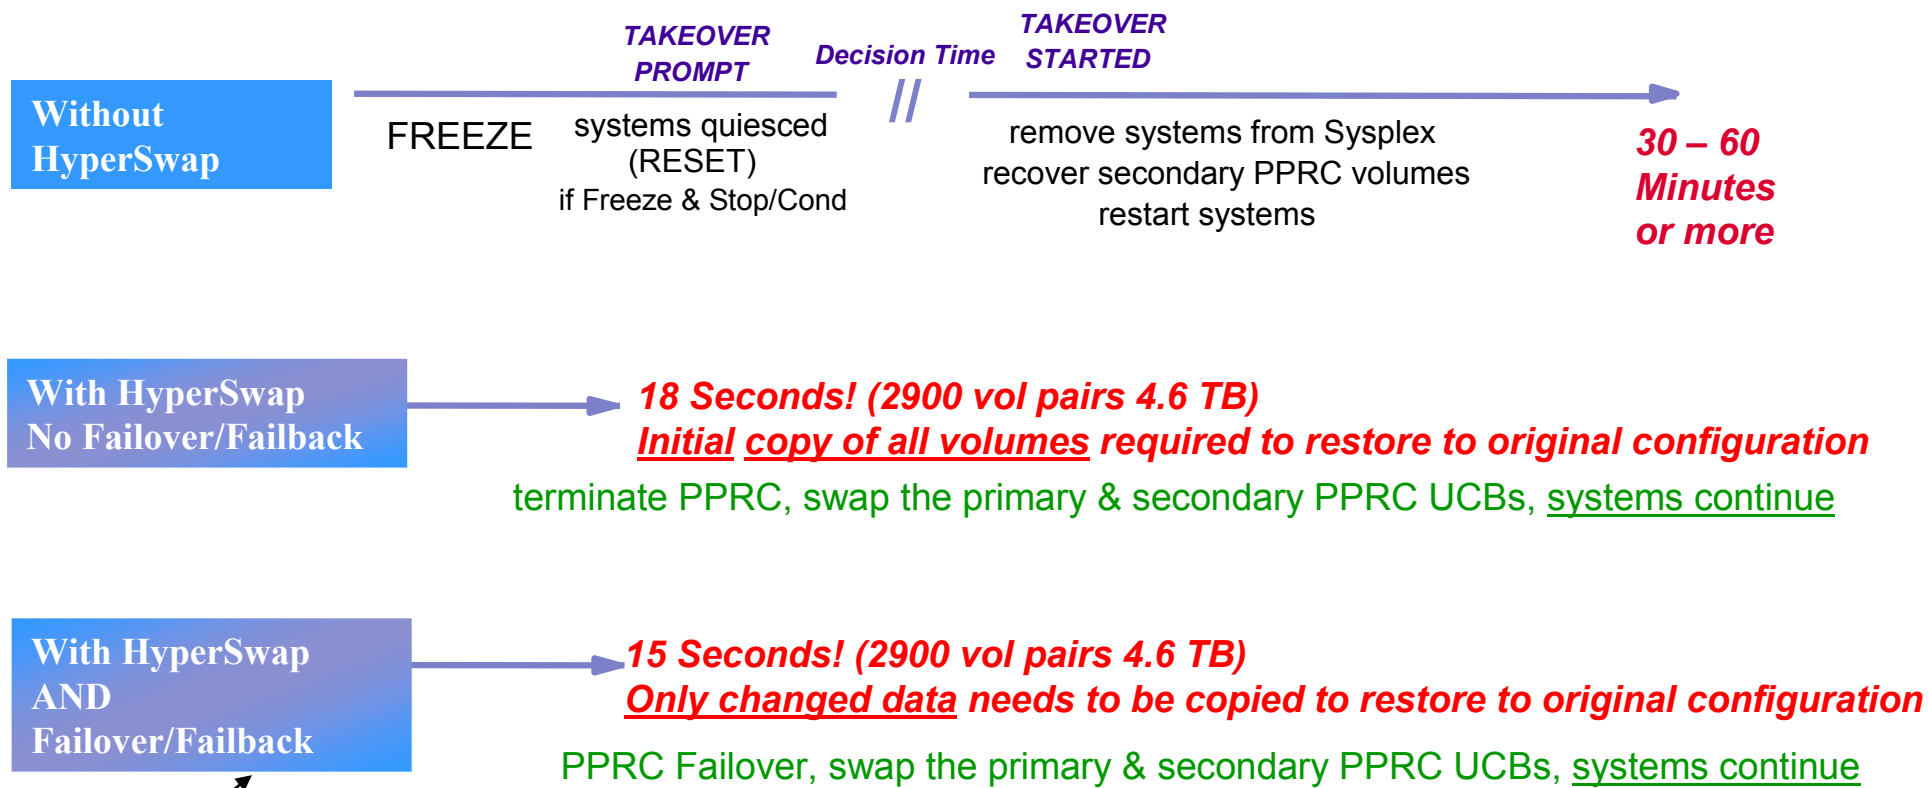 TAKEOVER
PROMPT
Decision Time
TAKEOVER
STARTED
Without
HyperSwap
FREEZE
systems quiesced
(RESET)
if Freeze & Stop/Cond
//
remove systems from Sysplex
recover secondary PPRC volumes
restart systems
30 – 60
Minutes
or more
With HyperSwap
No Failover/Failback
18 Seconds! (2900 vol pairs 4.6 TB)
Initial copy of all volumes required to restore to original configuration
terminate PPRC, swap the primary & secondary PPRC UCBs, systems continue
With HyperSwap
AND
Failover/Failback
15 Seconds! (2900 vol pairs 4.6 TB)
Only changed data needs to be copied to restore to original configuration
PPRC Failover, swap the primary & secondary PPRC UCBs, systems continue